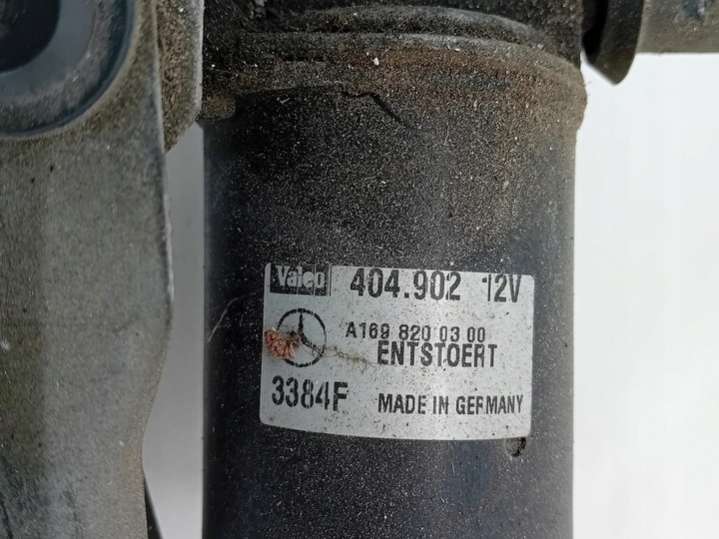 Valeo 404.902 12V
A169 820 03 00
ENTSTOERT
3384F MADE IN GERMANY